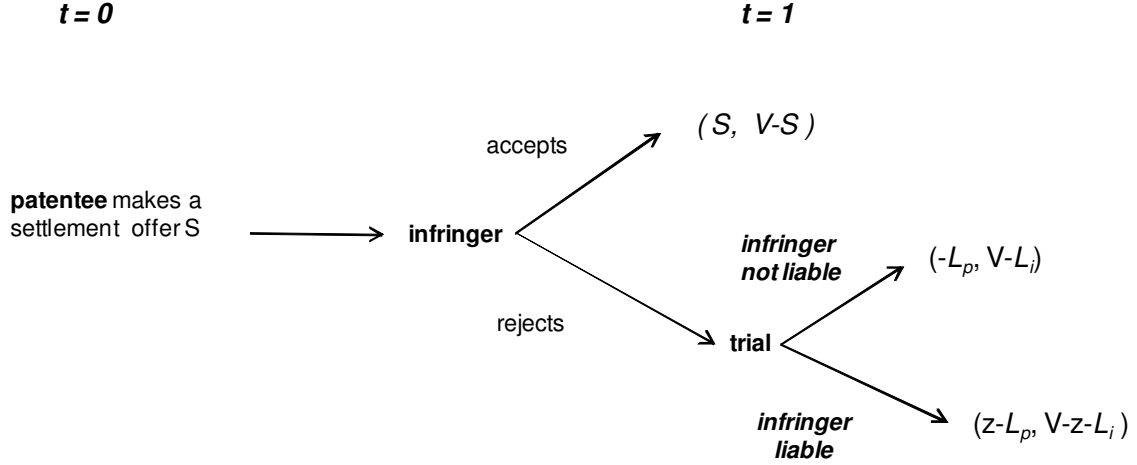 t = 0
t = 1
(S, V-S)
accepts
patentee makes a
settlement offer S
infringer
infringer
not liable
(-Lp, V-Li)
rejects
trial
infringer
liable
(z-Lp, V-z-Li)